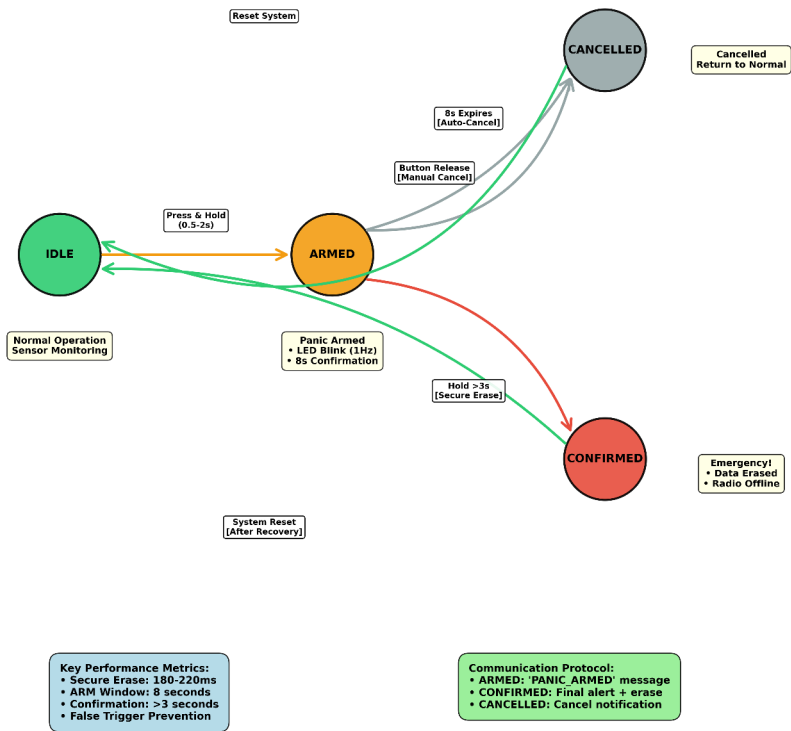 Reset System
CANCELLED
Cancelled
Return to Normal
8s Expires
[Auto-Cancel]
Button Release
[Manual Cancel]
Press & Hold
(0.5-2s)
IDLE
ARMED
Normal Operation
Sensor Monitoring
Panic Armed
• LED Blink (1Hz)
• 8s Confirmation
Hold >3s
[Secure Erase]
CONFIRMED
Emergency!
• Data Erased
• Radio Offline
System Reset
[After Recovery]
Key Performance Metrics:
• Secure Erase: 180-220ms
• ARM Window: 8 seconds
• Confirmation: >3 seconds
• False Trigger Prevention
Communication Protocol:
• ARMED: 'PANIC_ARMED' message
• CONFIRMED: Final alert + erase
• CANCELLED: Cancel notification